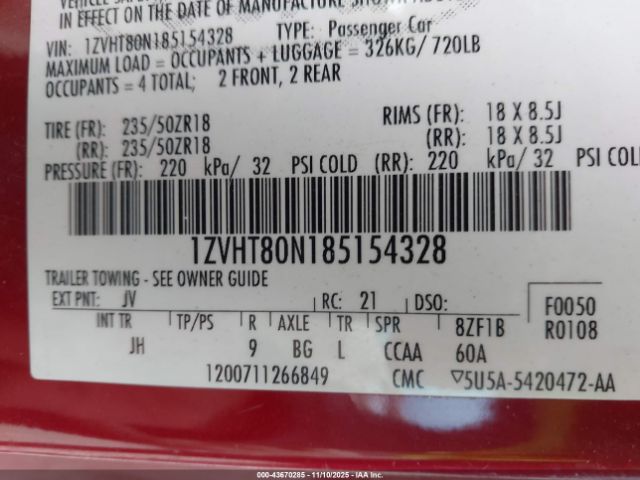 IN EFFECT ON THE DATE OF MANUFACTURE SHOWN
VIN: 1ZVHT80N185154328 TYPE: Passenger Car
MAXIMUM LOAD = OCCUPANTS + LUGGAGE = 326KG/ 720LB
OCCUPANTS = 4 TOTAL; 2 FRONT, 2 REAR
TIRE (FR): 235/50ZR18 RIMS (FR): 18 X 8.5J
(RR): 235/50ZR18 (RR): 18 X 8.5J
PRESSURE (FR): 220 kPa/ 32 PSI COLD (RR): 220 kPa/ 32 PSI COLD
1ZVHT80N185154328
TRAILER TOWING - SEE OWNER GUIDE
EXT PNT: JV RC: 21 DSO: F0050
INT TR TP/PS R AXLE TR SPR 8ZF1B R0108
JH 9 BG L CCAA 60A
1200711266849 CMC ▽5U5A-5420472-AA
000-43670285 - 11/10/2025 - IAAI.COM